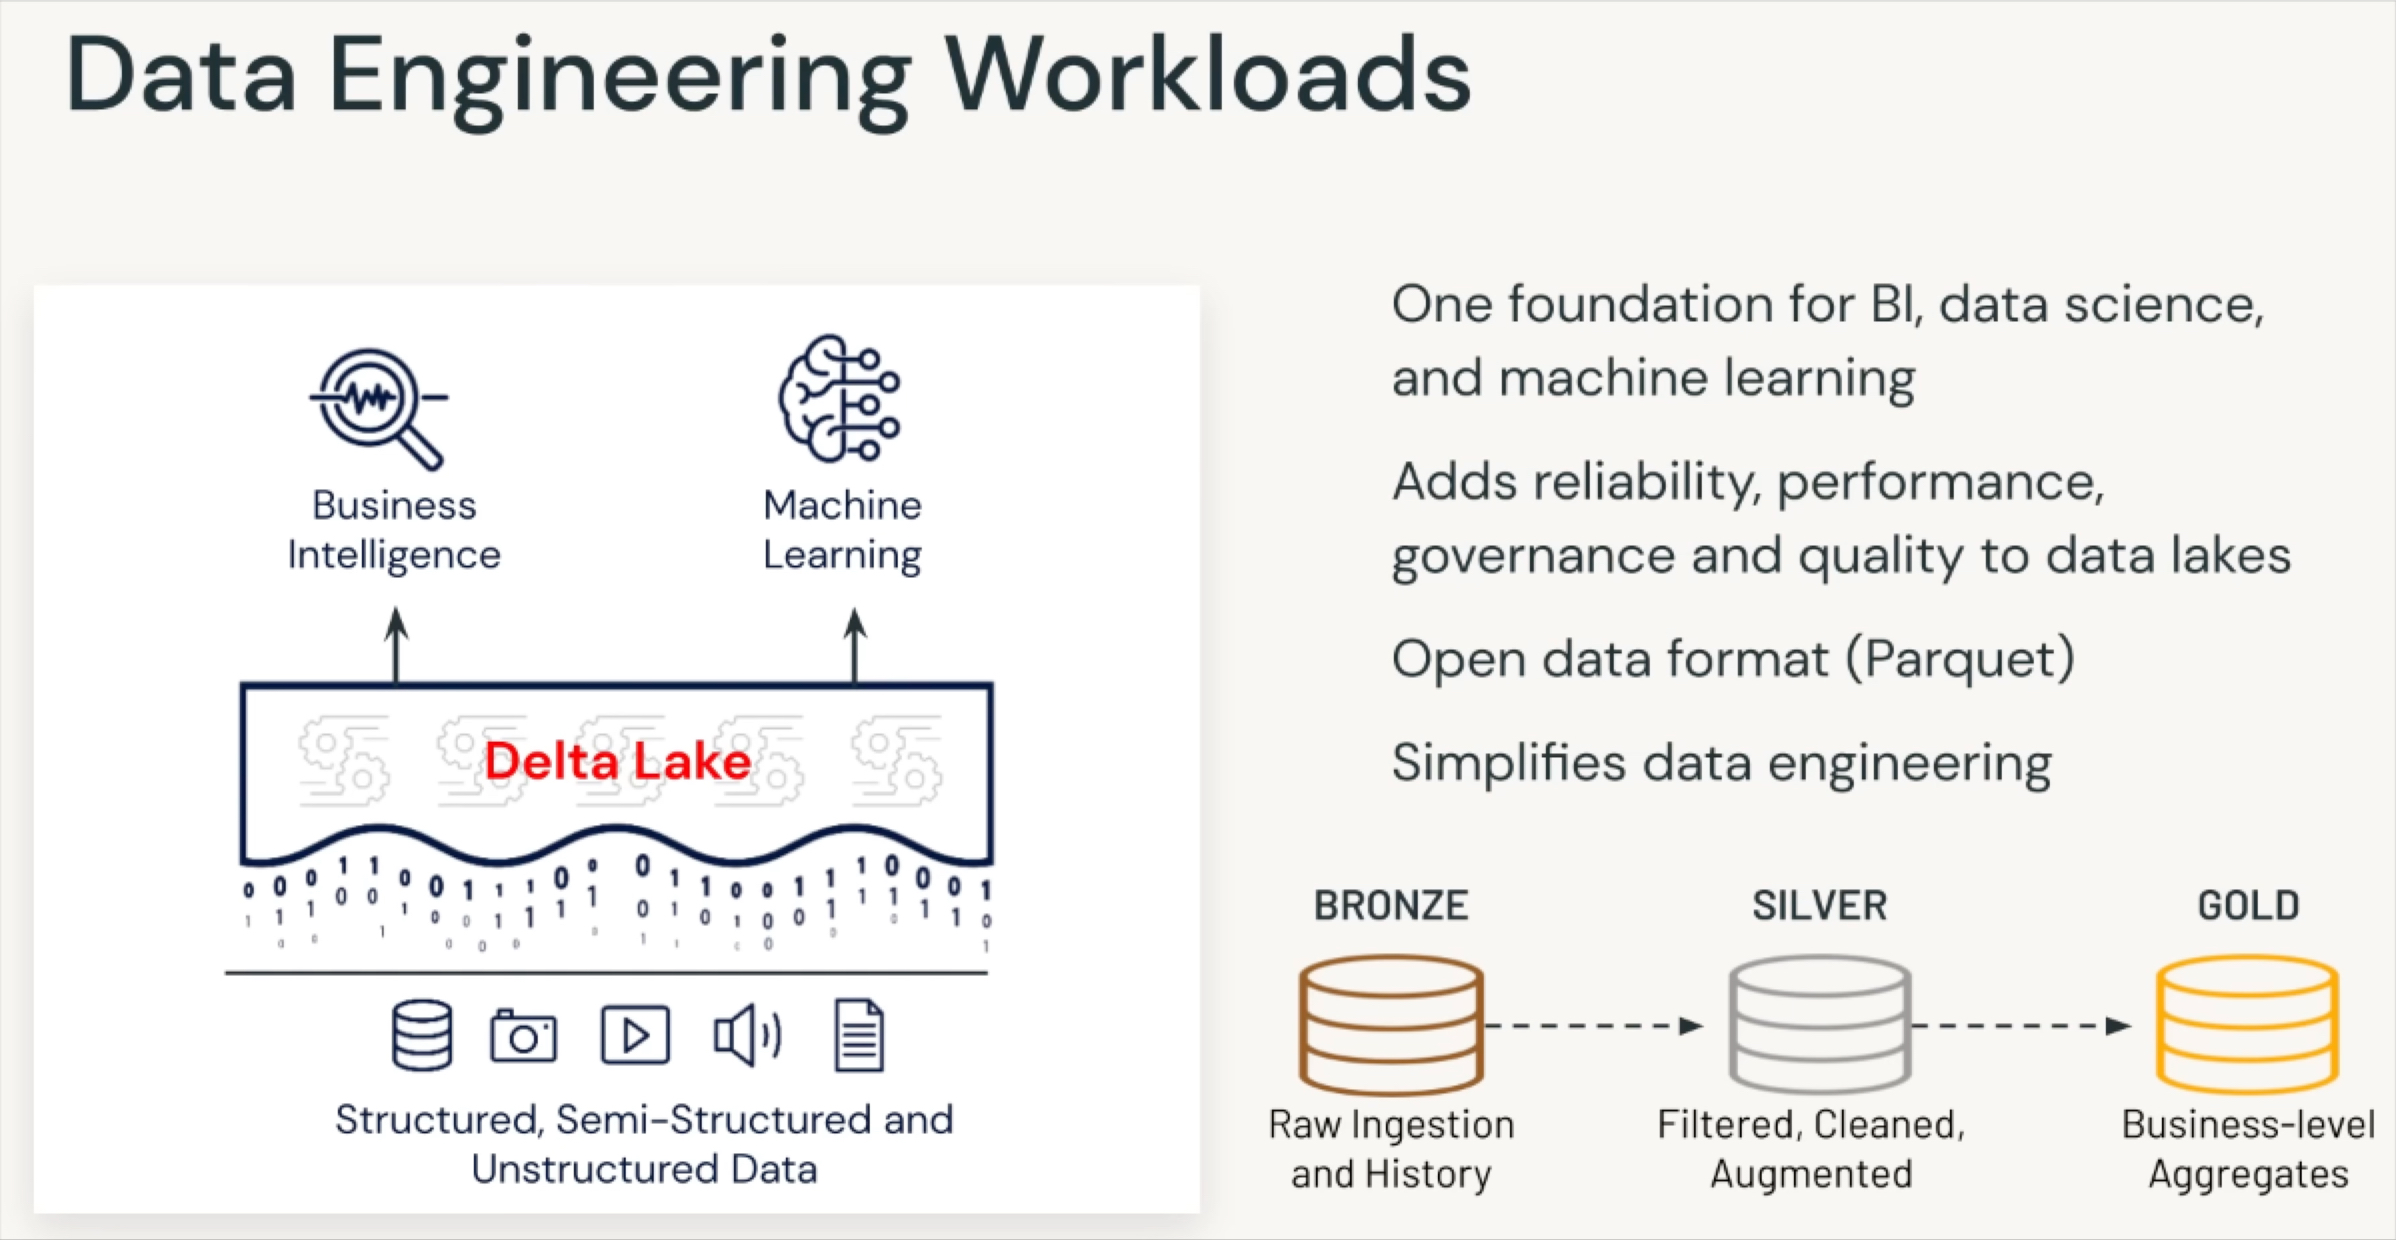 Data Engineering Workloads
Business
Intelligence
Machine
Learning
Delta Lake
Structured, Semi-Structured and
Unstructured Data
One foundation for BI, data science,
and machine learning
Adds reliability, performance,
governance and quality to data lakes
Open data format (Parquet)
Simplifies data engineering
BRONZE
Raw Ingestion
and History
SILVER
Filtered, Cleaned,
Augmented
GOLD
Business-level
Aggregates